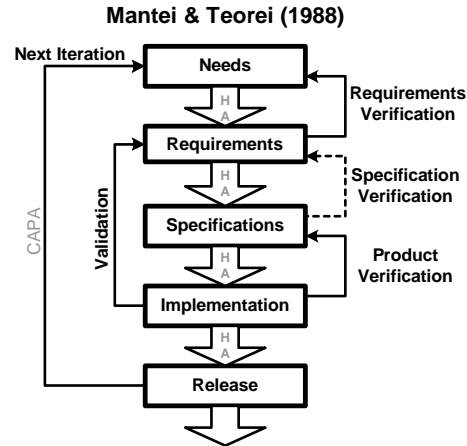 Mantei & Teorei (1988)
Next Iteration
Needs
Requirements
Verification
H
A
Requirements
Specification
Verification
H
A
CAPA
Validation
Specifications
Product
Verification
H
A
Implementation
H
A
Release